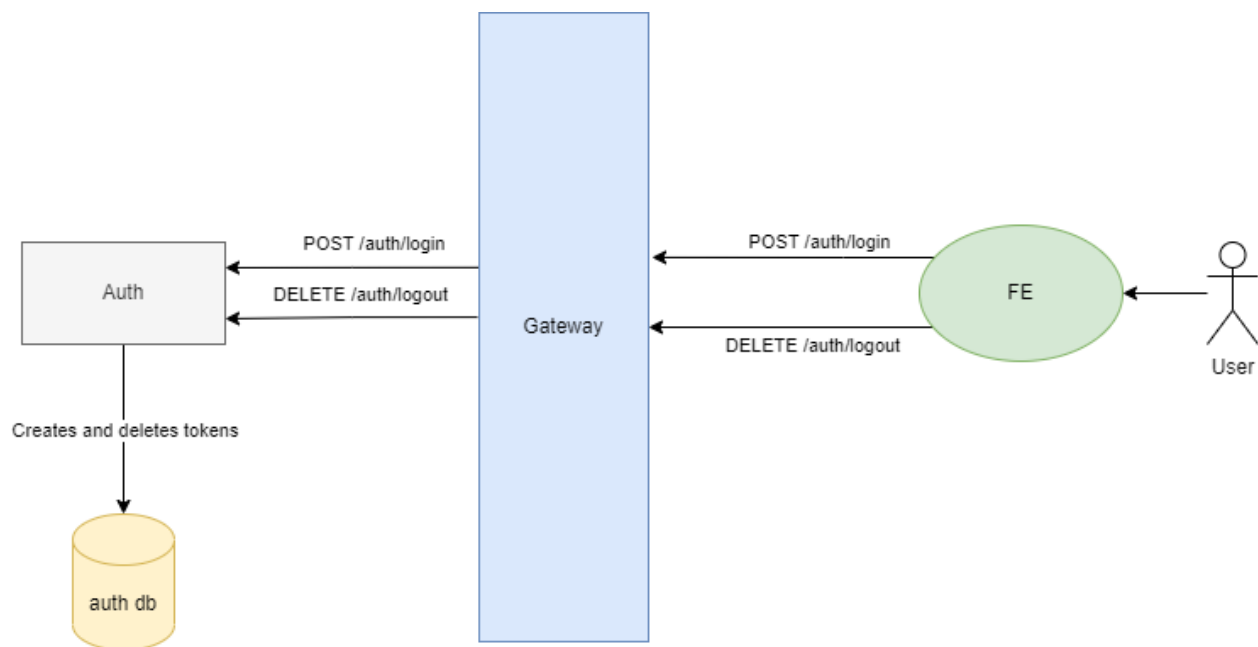 POST /auth/login
POST /auth/login
Auth
DELETE /auth/logout
FE
Gateway
DELETE /auth/logout
User
Creates and deletes tokens
auth db